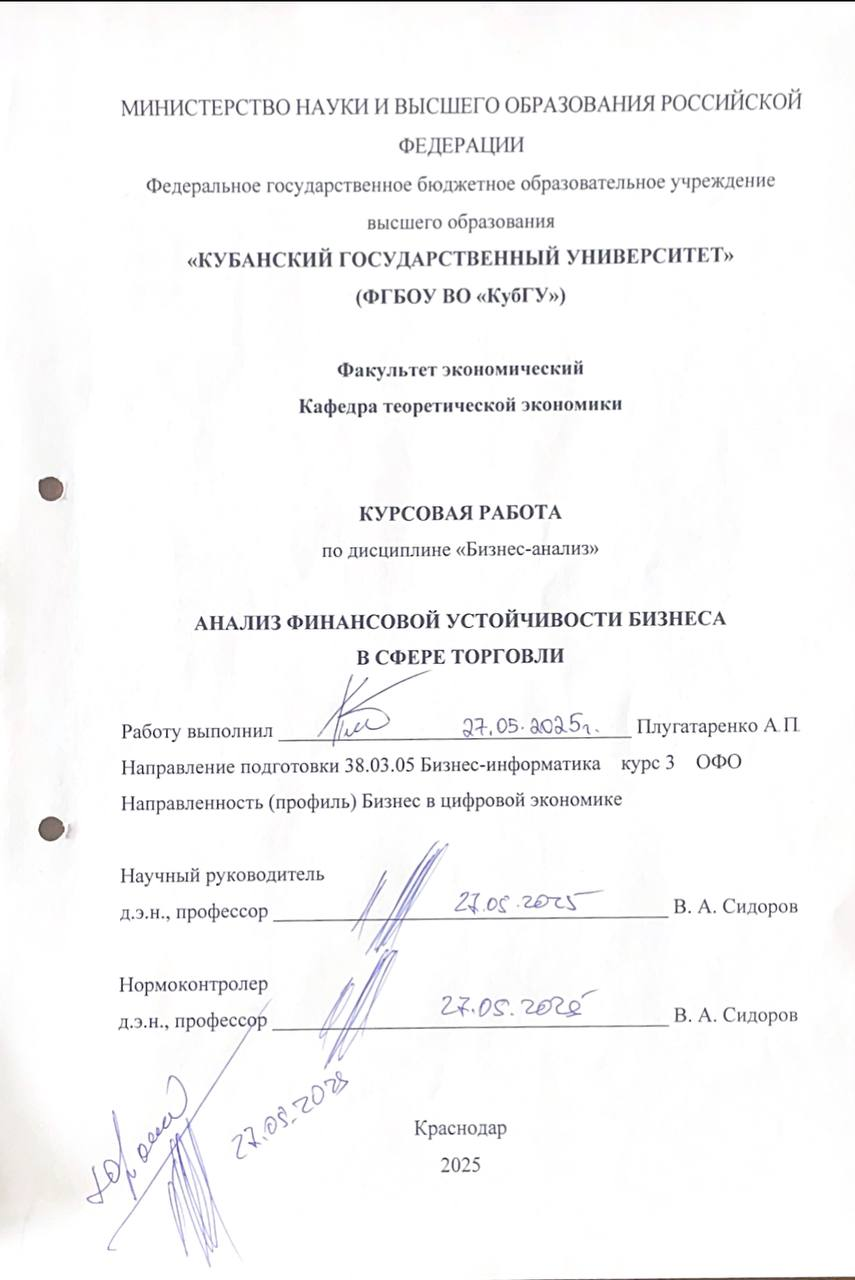 МИНИСТЕРСТВО НАУКИ И ВЫСШЕГО ОБРАЗОВАНИЯ РОССИЙСКОЙ
ФЕДЕРАЦИИ
Федеральное государственное бюджетное образовательное учреждение
высшего образования
«КУБАНСКИЙ ГОСУДАРСТВЕННЫЙ УНИВЕРСИТЕТ»
(ФГБОУ ВО «КубГУ»)
Факультет экономический
Кафедра теоретической экономики
КУРСОВАЯ РАБОТА
по дисциплине «Бизнес-анализ»
АНАЛИЗ ФИНАНСОВОЙ УСТОЙЧИВОСТИ БИЗНЕСА
В СФЕРЕ ТОРГОВЛИ
Работу выполнил 27.05.2025г. Плугатаренко А.П.
Направление подготовки 38.03.05 Бизнес-информатика курс 3 ОФО
Направленность (профиль) Бизнес в цифровой экономике
Научный руководитель
д.э.н., профессор 27.05.2025 В. А. Сидоров
Нормоконтролер
д.э.н., профессор 27.05.2025 В. А. Сидоров
27.05.2025
Краснодар
2025